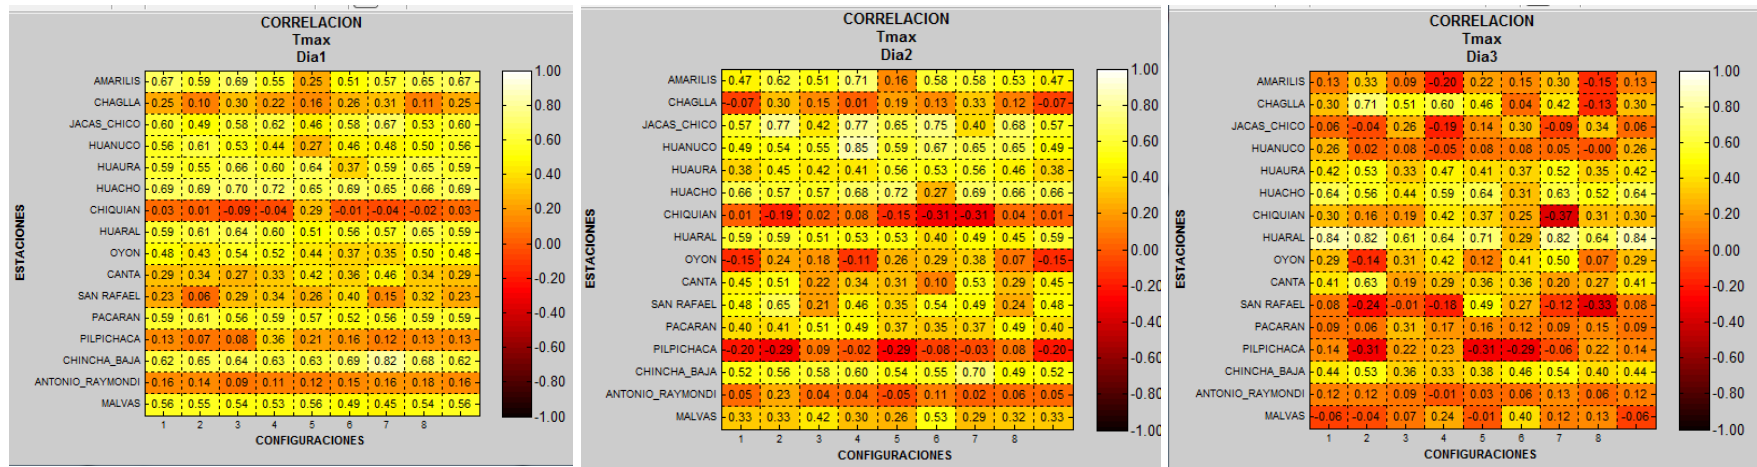 CORRELACION
Tmax
Dia1
AMARILIS 0.67 0.59 0.69 0.55 0.25 0.51 0.57 0.65 0.67
CHAGLLA 0.25 0.10 0.30 0.22 0.16 0.26 0.31 0.11 0.25
JACAS_CHICO 0.60 0.49 0.58 0.62 0.46 0.58 0.67 0.53 0.60
HUANUCO 0.56 0.61 0.53 0.44 0.27 0.46 0.48 0.50 0.56
HUAURA 0.59 0.55 0.66 0.60 0.64 0.37 0.59 0.65 0.59
HUACHO 0.69 0.69 0.70 0.72 0.65 0.69 0.65 0.66 0.69
CHIQUIAN 0.03 0.01 -0.09 -0.04 0.29 -0.01 -0.04 -0.02 0.03
HUARAL 0.59 0.61 0.64 0.60 0.51 0.56 0.57 0.65 0.59
OYON 0.48 0.43 0.54 0.52 0.44 0.37 0.35 0.50 0.48
CANTA 0.29 0.34 0.27 0.33 0.42 0.36 0.46 0.34 0.29
SAN RAFAEL 0.23 0.06 0.29 0.34 0.26 0.40 0.15 0.32 0.23
PACARAN 0.59 0.61 0.56 0.59 0.57 0.52 0.56 0.59 0.59
PILPICHACA 0.13 0.07 0.08 0.36 0.21 0.16 0.12 0.13 0.13
CHINCHA_BAJA 0.62 0.65 0.64 0.63 0.63 0.69 0.82 0.68 0.62
ANTONIO_RAYMONDI 0.16 0.14 0.09 0.11 0.12 0.15 0.16 0.18 0.16
MALVAS 0.56 0.55 0.54 0.53 0.56 0.49 0.45 0.54 0.56
1 2 3 4 5 6 7 8
CONFIGURACIONES
ESTACIONES
1.00
0.80
0.60
0.40
0.20
0.00
-0.20
-0.40
-0.60
-0.80
-1.00
CORRELACION
Tmax
Dia2
AMARILIS 0.47 0.62 0.51 0.71 0.16 0.58 0.58 0.53 0.47
CHAGLLA -0.07 0.30 0.15 0.01 0.19 0.13 0.33 0.12 -0.07
JACAS_CHICO 0.57 0.77 0.42 0.77 0.65 0.75 0.40 0.68 0.57
HUANUCO 0.49 0.54 0.55 0.85 0.59 0.67 0.65 0.65 0.49
HUAURA 0.38 0.45 0.42 0.41 0.56 0.53 0.56 0.46 0.38
HUACHO 0.66 0.57 0.57 0.68 0.72 0.27 0.69 0.66 0.66
CHIQUIAN 0.01 -0.19 0.02 0.08 -0.15 -0.31 -0.31 0.04 0.01
HUARAL 0.59 0.59 0.51 0.53 0.53 0.40 0.49 0.45 0.59
OYON -0.15 0.24 0.18 -0.11 0.26 0.29 0.38 0.07 -0.15
CANTA 0.45 0.51 0.22 0.34 0.31 0.10 0.53 0.29 0.45
SAN RAFAEL 0.48 0.65 0.21 0.46 0.35 0.54 0.49 0.24 0.48
PACARAN 0.40 0.41 0.51 0.49 0.37 0.35 0.37 0.49 0.40
PILPICHACA -0.20 -0.29 0.09 -0.02 -0.29 -0.08 -0.03 0.08 -0.20
CHINCHA_BAJA 0.52 0.56 0.58 0.60 0.54 0.55 0.70 0.49 0.52
ANTONIO_RAYMONDI 0.05 0.23 0.04 0.04 -0.05 0.11 0.02 0.06 0.05
MALVAS 0.33 0.33 0.42 0.30 0.26 0.53 0.29 0.32 0.33
1 2 3 4 5 6 7 8
CONFIGURACIONES
ESTACIONES
1.00
0.80
0.60
0.40
0.20
0.00
-0.20
-0.40
-0.60
-0.80
-1.00
CORRELACION
Tmax
Dia3
AMARILIS 0.13 0.33 0.09 -0.20 0.22 0.15 0.30 -0.15 0.13
CHAGLLA 0.30 0.71 0.51 0.60 0.46 0.04 0.42 -0.13 0.30
JACAS_CHICO 0.06 -0.04 0.26 -0.19 0.14 0.30 -0.09 0.34 0.06
HUANUCO 0.26 0.02 0.08 -0.05 0.08 0.08 0.05 -0.00 0.26
HUAURA 0.42 0.53 0.33 0.47 0.41 0.37 0.52 0.35 0.42
HUACHO 0.64 0.56 0.44 0.59 0.64 0.31 0.63 0.52 0.64
CHIQUIAN 0.30 0.16 0.19 0.42 0.37 0.25 -0.37 0.31 0.30
HUARAL 0.84 0.82 0.61 0.64 0.71 0.29 0.82 0.64 0.84
OYON 0.29 -0.14 0.31 0.42 0.12 0.41 0.50 0.07 0.29
CANTA 0.41 0.63 0.19 0.29 0.36 0.36 0.20 0.27 0.41
SAN RAFAEL 0.08 -0.24 -0.01 -0.18 0.49 0.27 -0.12 -0.33 0.08
PACARAN 0.09 0.06 0.31 0.17 0.16 0.12 0.09 0.15 0.09
PILPICHACA 0.14 -0.31 0.22 0.23 -0.31 -0.29 -0.06 0.22 0.14
CHINCHA_BAJA 0.44 0.53 0.36 0.33 0.38 0.46 0.54 0.40 0.44
ANTONIO_RAYMONDI 0.12 0.12 0.09 -0.01 0.03 0.06 0.13 0.06 0.12
MALVAS -0.06 -0.04 0.07 0.24 -0.01 0.40 0.12 0.13 -0.06
1 2 3 4 5 6 7 8
CONFIGURACIONES
ESTACIONES
1.00
0.80
0.60
0.40
0.20
0.00
-0.20
-0.40
-0.60
-0.80
-1.00